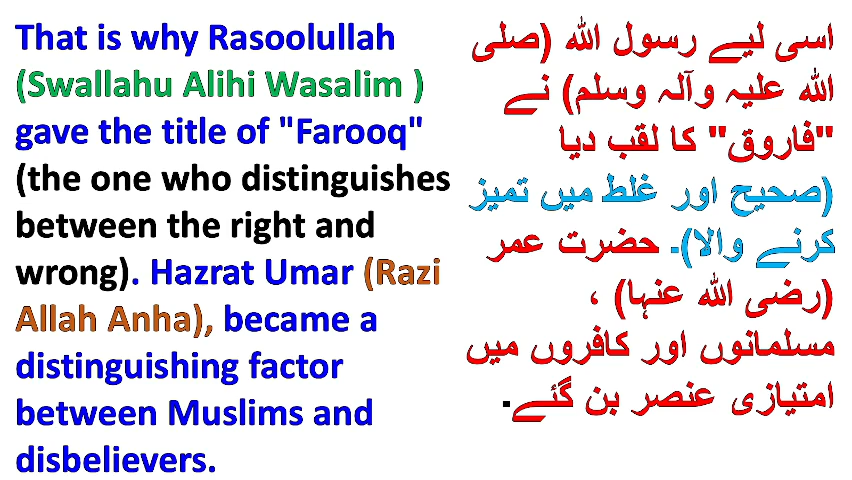 That is why Rasoolullah
(Swallahu Alihi Wasalim )
gave the title of "Farooq"
(the one who distinguishes
between the right and
wrong). Hazrat Umar (Razi
Allah Anha), became a
distinguishing factor
between Muslims and
disbelievers.
اسی لیے رسول اللہ (صلی
اللہ علیہ وآلہ وسلم) نے
"فاروق" کا لقب دیا
(صحیح اور غلط میں تمیز
کرنے والا)۔ حضرت عمر
(رضی اللہ عنہا) ،
مسلمانوں اور کافروں میں
امتیازی عنصر بن گئے۔